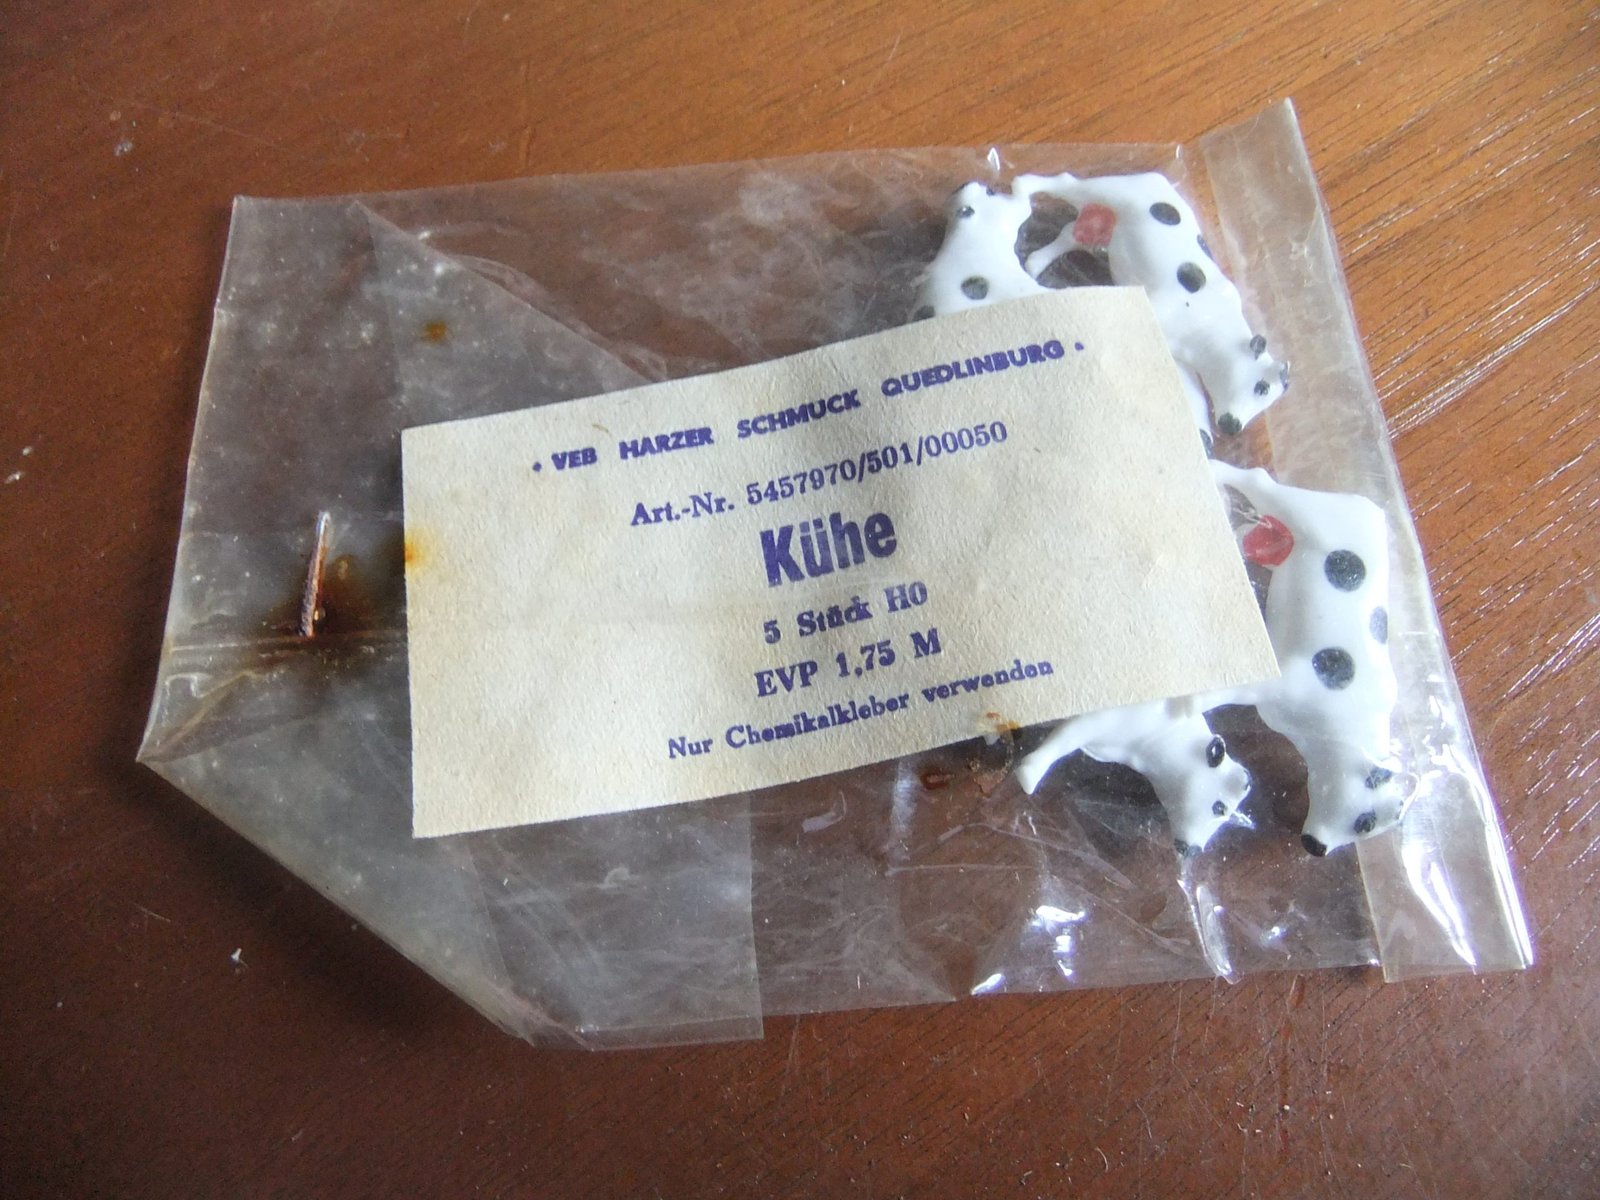 • VEB HARZER SCHMUCK QUEDLINBURG •
Art.-Nr. 5457970/501/00050
Kühe
5 Stück H0
EVP 1,75 M
Nur Chemikalkleber verwenden